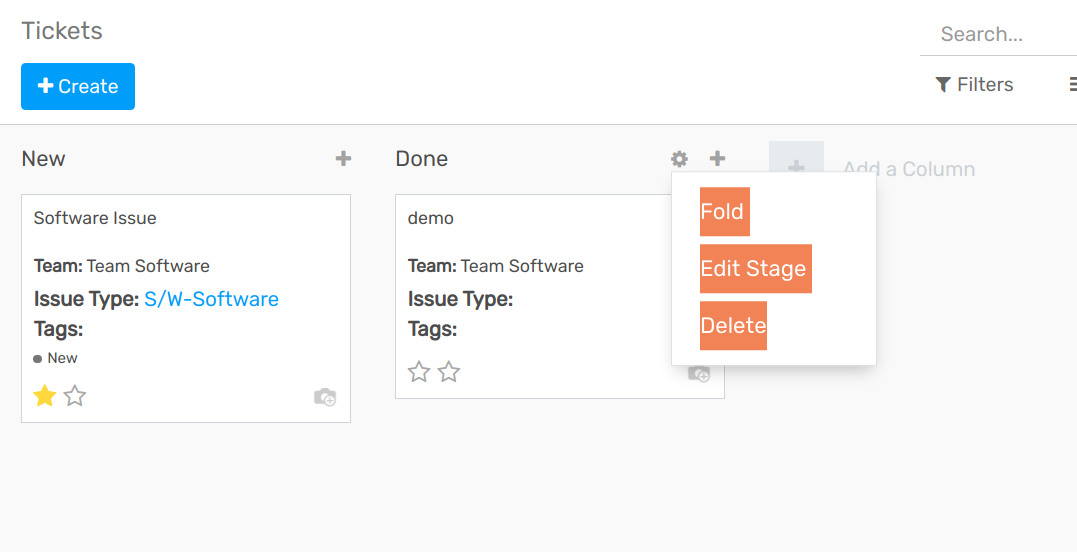 Tickets
Search...
Create
Filters
New
Done
Add a Column
Software Issue
Team: Team Software
Issue Type: S/W-Software
Tags:
New
demo
Team: Team Software
Issue Type:
Tags:
Fold
Edit Stage
Delete